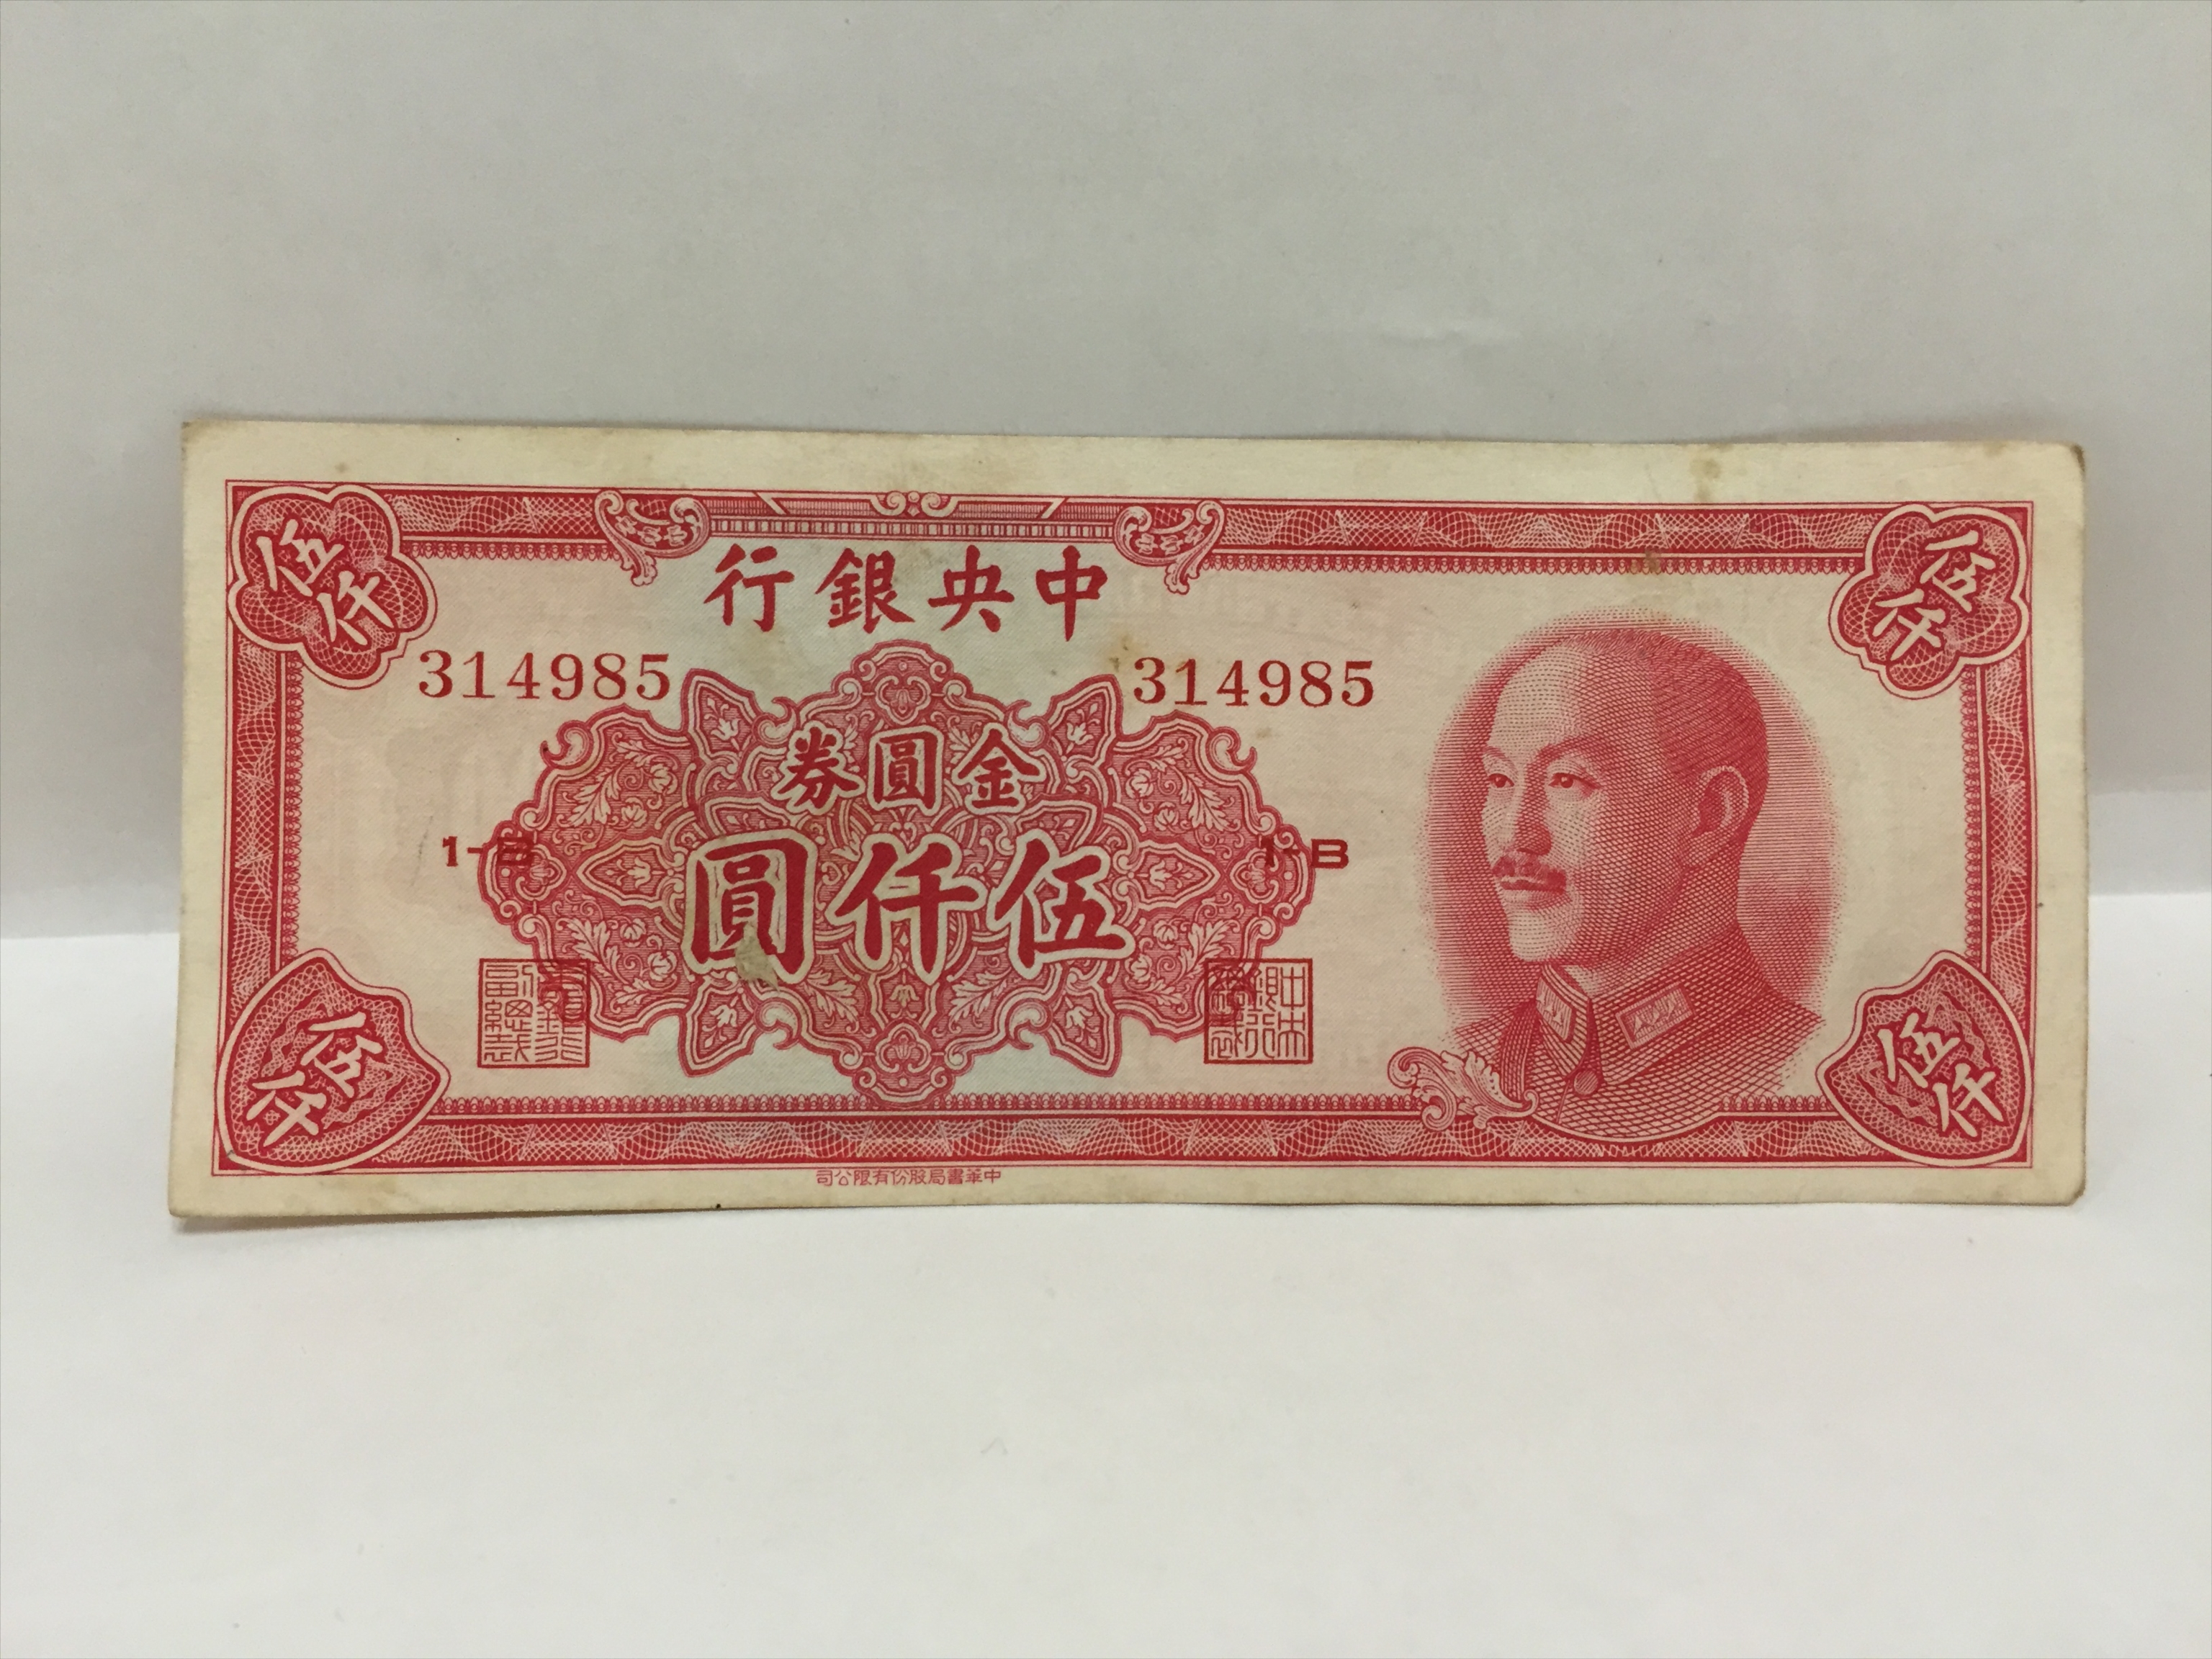 伍仟
伍仟
中央銀行
314985
314985
金圓券
1-B
1-B
伍仟圓
伍仟
伍仟
中華書局股份有限公司